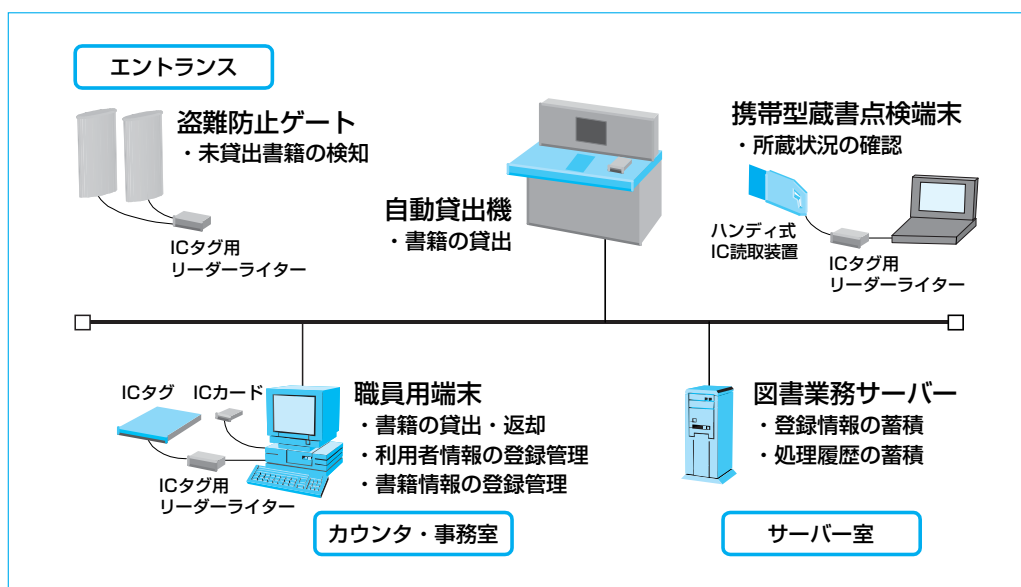 エントランス
盗難防止ゲート
・未貸出書籍の検知
ICタグ用
リーダーライター
自動貸出機
・書籍の貸出
携帯型蔵書点検端末
・所蔵状況の確認
ハンディ式
IC読取装置
ICタグ用
リーダーライター
ICタグ
ICカード
ICタグ用
リーダーライター
職員用端末
・書籍の貸出・返却
・利用者情報の登録管理
・書籍情報の登録管理
カウンタ・事務室
図書業務サーバー
・登録情報の蓄積
・処理履歴の蓄積
サーバー室